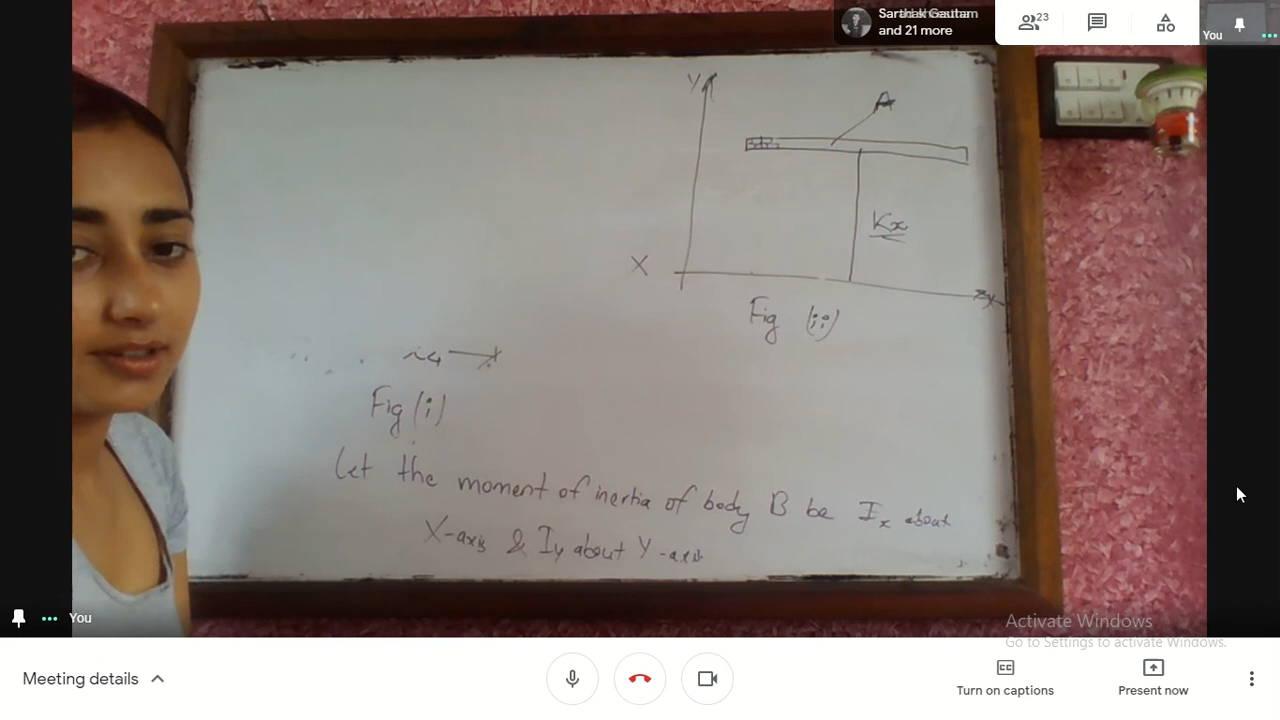 and 21 more
23
You
Y
A
Kx
X
Fig (ii)
Fig (i)
Let the moment of inertia of body B be Ix about
X-axis & Iy about Y-axis
You
Activate Windows
Go to Settings to activate Windows.
Meeting details
CC
Turn on captions
Present now